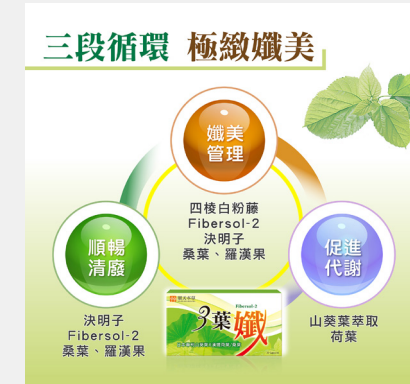 三段循環 極緻孅美
孅美
管理
四棱白粉藤
Fibersol-2
決明子
桑葉、羅漢果
順暢
清廢
促進
代謝
決明子
Fibersol-2
桑葉、羅漢果
山葵葉萃取
荷葉
Fibersol-2
3葉孅